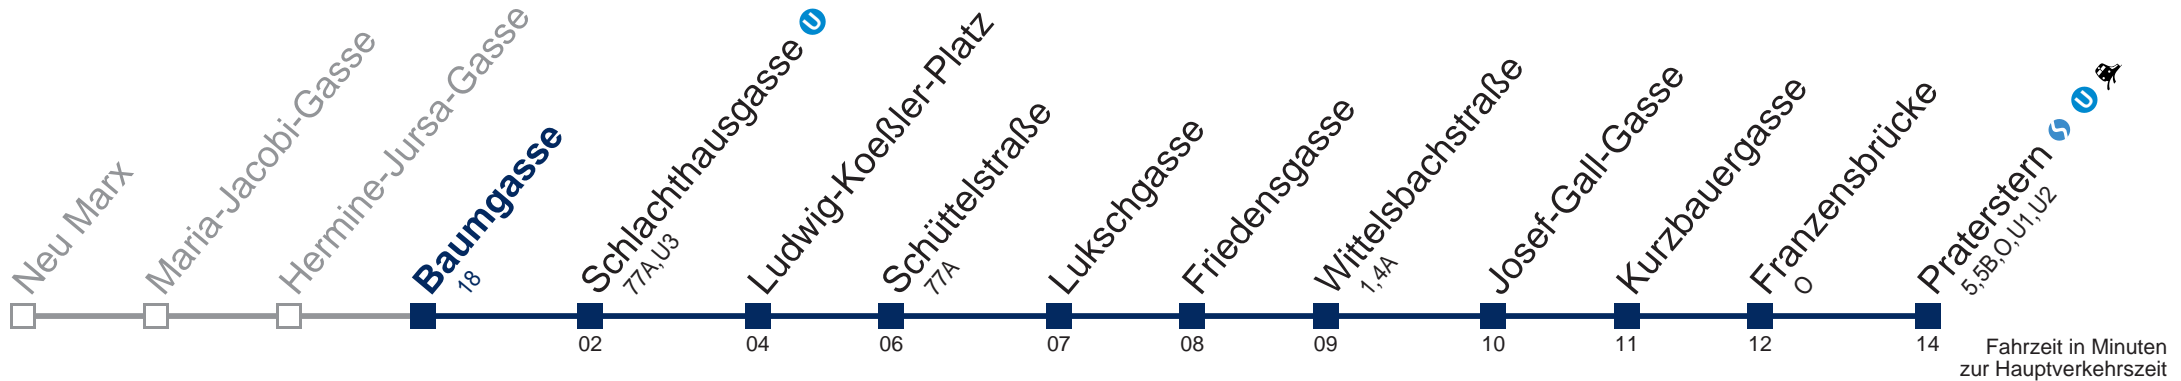 Neu Marx
Maria-Jacobi-Gasse
Hermine-Jursa-Gasse
Baumgasse
18
Schlachthausgasse U
77A,U3
Ludwig-Koeßler-Platz
Schüttelstraße
77A
Lukschgasse
Friedensgasse
Wittelsbachstraße
1,4A
Josef-Gall-Gasse
Kurzbauergasse
Franzensbrücke
O
Praterstern S U
5,5B,O,U1,U2
02 04 06 07 08 09 10 11 12 14
Fahrzeit in Minuten
zur Hauptverkehrszeit